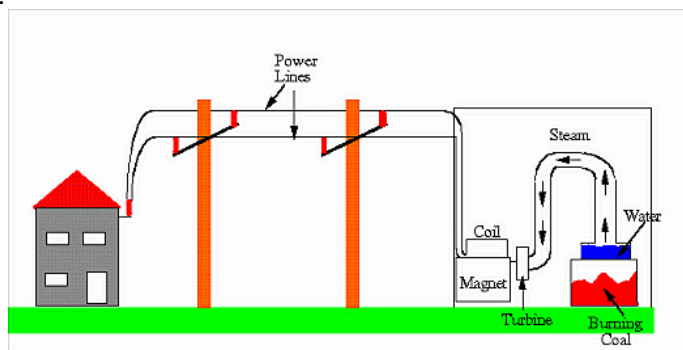 Power
Lines
Steam
Water
Coil
Magnet
Turbine
Burning
Coal